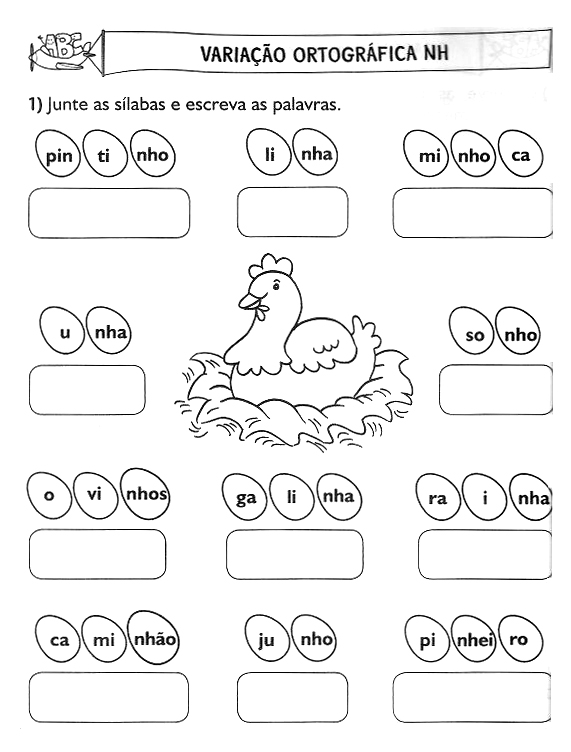 ABC
VARIAÇÃO ORTOGRÁFICA NH
1) Junte as sílabas e escreva as palavras.
pin ti nho li nha mi nho ca
u nha so nho
o vi nhos ga li nha ra i nha
ca mi nhão ju nho pi nhei ro